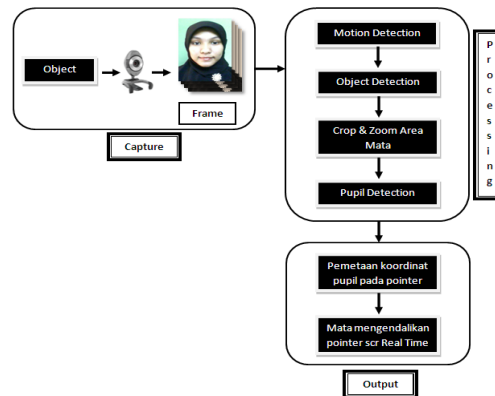 Object
Frame
Capture
Motion Detection
Object Detection
Crop & Zoom Area
Mata
Pupil Detection
Processing
Pemetaan koordinat
pupil pada pointer
Mata mengendalikan
pointer scr Real Time
Output